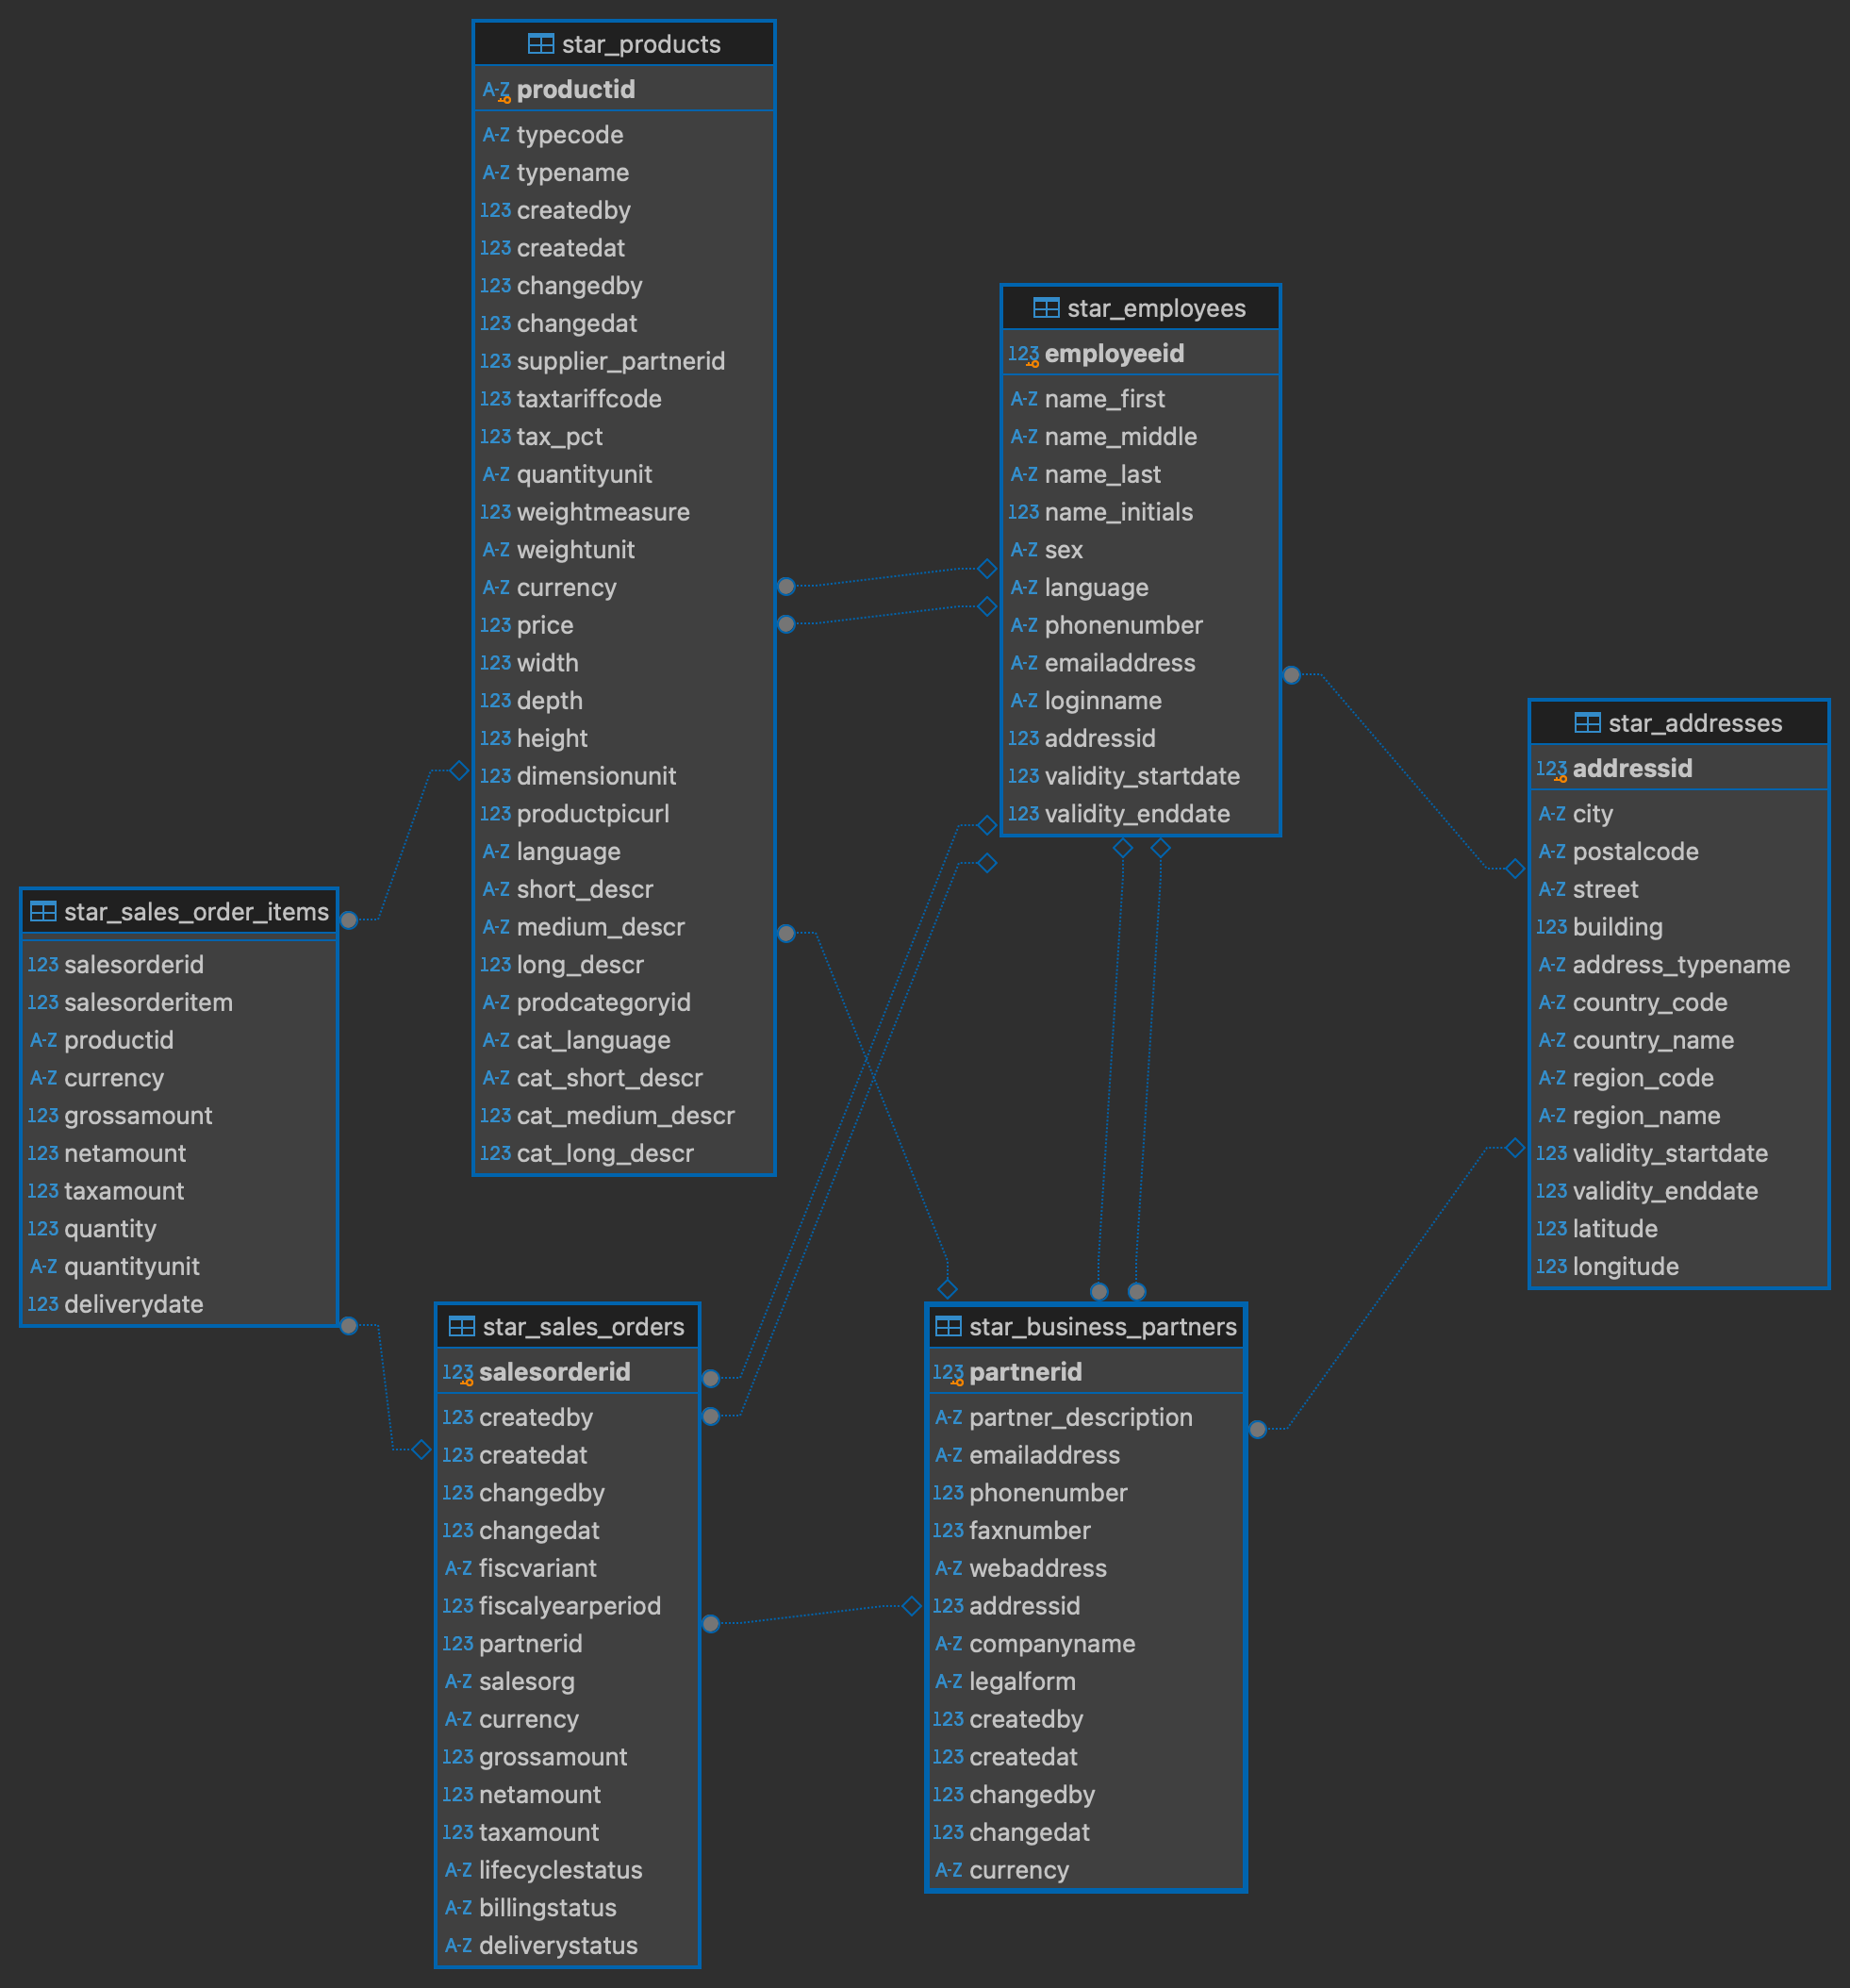 star_products
A-Z productid
A-Z typecode
A-Z typename
123 createdby
123 createdat
123 changedby
123 changedat
123 supplier_partnerid
123 taxtariffcode
123 tax_pct
A-Z quantityunit
123 weightmeasure
A-Z weightunit
A-Z currency
123 price
123 width
123 depth
123 height
123 dimensionunit
123 productpicurl
A-Z language
A-Z short_descr
A-Z medium_descr
123 long_descr
A-Z prodcategoryid
A-Z cat_language
A-Z cat_short_descr
123 cat_medium_descr
123 cat_long_descr
star_employees
123 employeeid
A-Z name_first
A-Z name_middle
A-Z name_last
123 name_initials
A-Z sex
A-Z language
A-Z phonenumber
A-Z emailaddress
A-Z loginname
123 addressid
123 validity_startdate
123 validity_enddate
star_addresses
123 addressid
A-Z city
A-Z postalcode
A-Z street
123 building
A-Z address_typename
A-Z country_code
A-Z country_name
A-Z region_code
A-Z region_name
123 validity_startdate
123 validity_enddate
123 latitude
123 longitude
star_sales_order_items
123 salesorderid
123 salesorderitem
A-Z productid
A-Z currency
123 grossamount
123 netamount
123 taxamount
123 quantity
A-Z quantityunit
123 deliverydate
star_sales_orders
123 salesorderid
123 createdby
123 createdat
123 changedby
123 changedat
A-Z fiscvariant
123 fiscalyearperiod
123 partnerid
A-Z salesorg
A-Z currency
123 grossamount
123 netamount
123 taxamount
A-Z lifecyclestatus
A-Z billingstatus
A-Z deliverystatus
star_business_partners
123 partnerid
A-Z partner_description
A-Z emailaddress
123 phonenumber
123 faxnumber
A-Z webaddress
123 addressid
A-Z companyname
A-Z legalform
123 createdby
123 createdat
123 changedby
123 changedat
A-Z currency